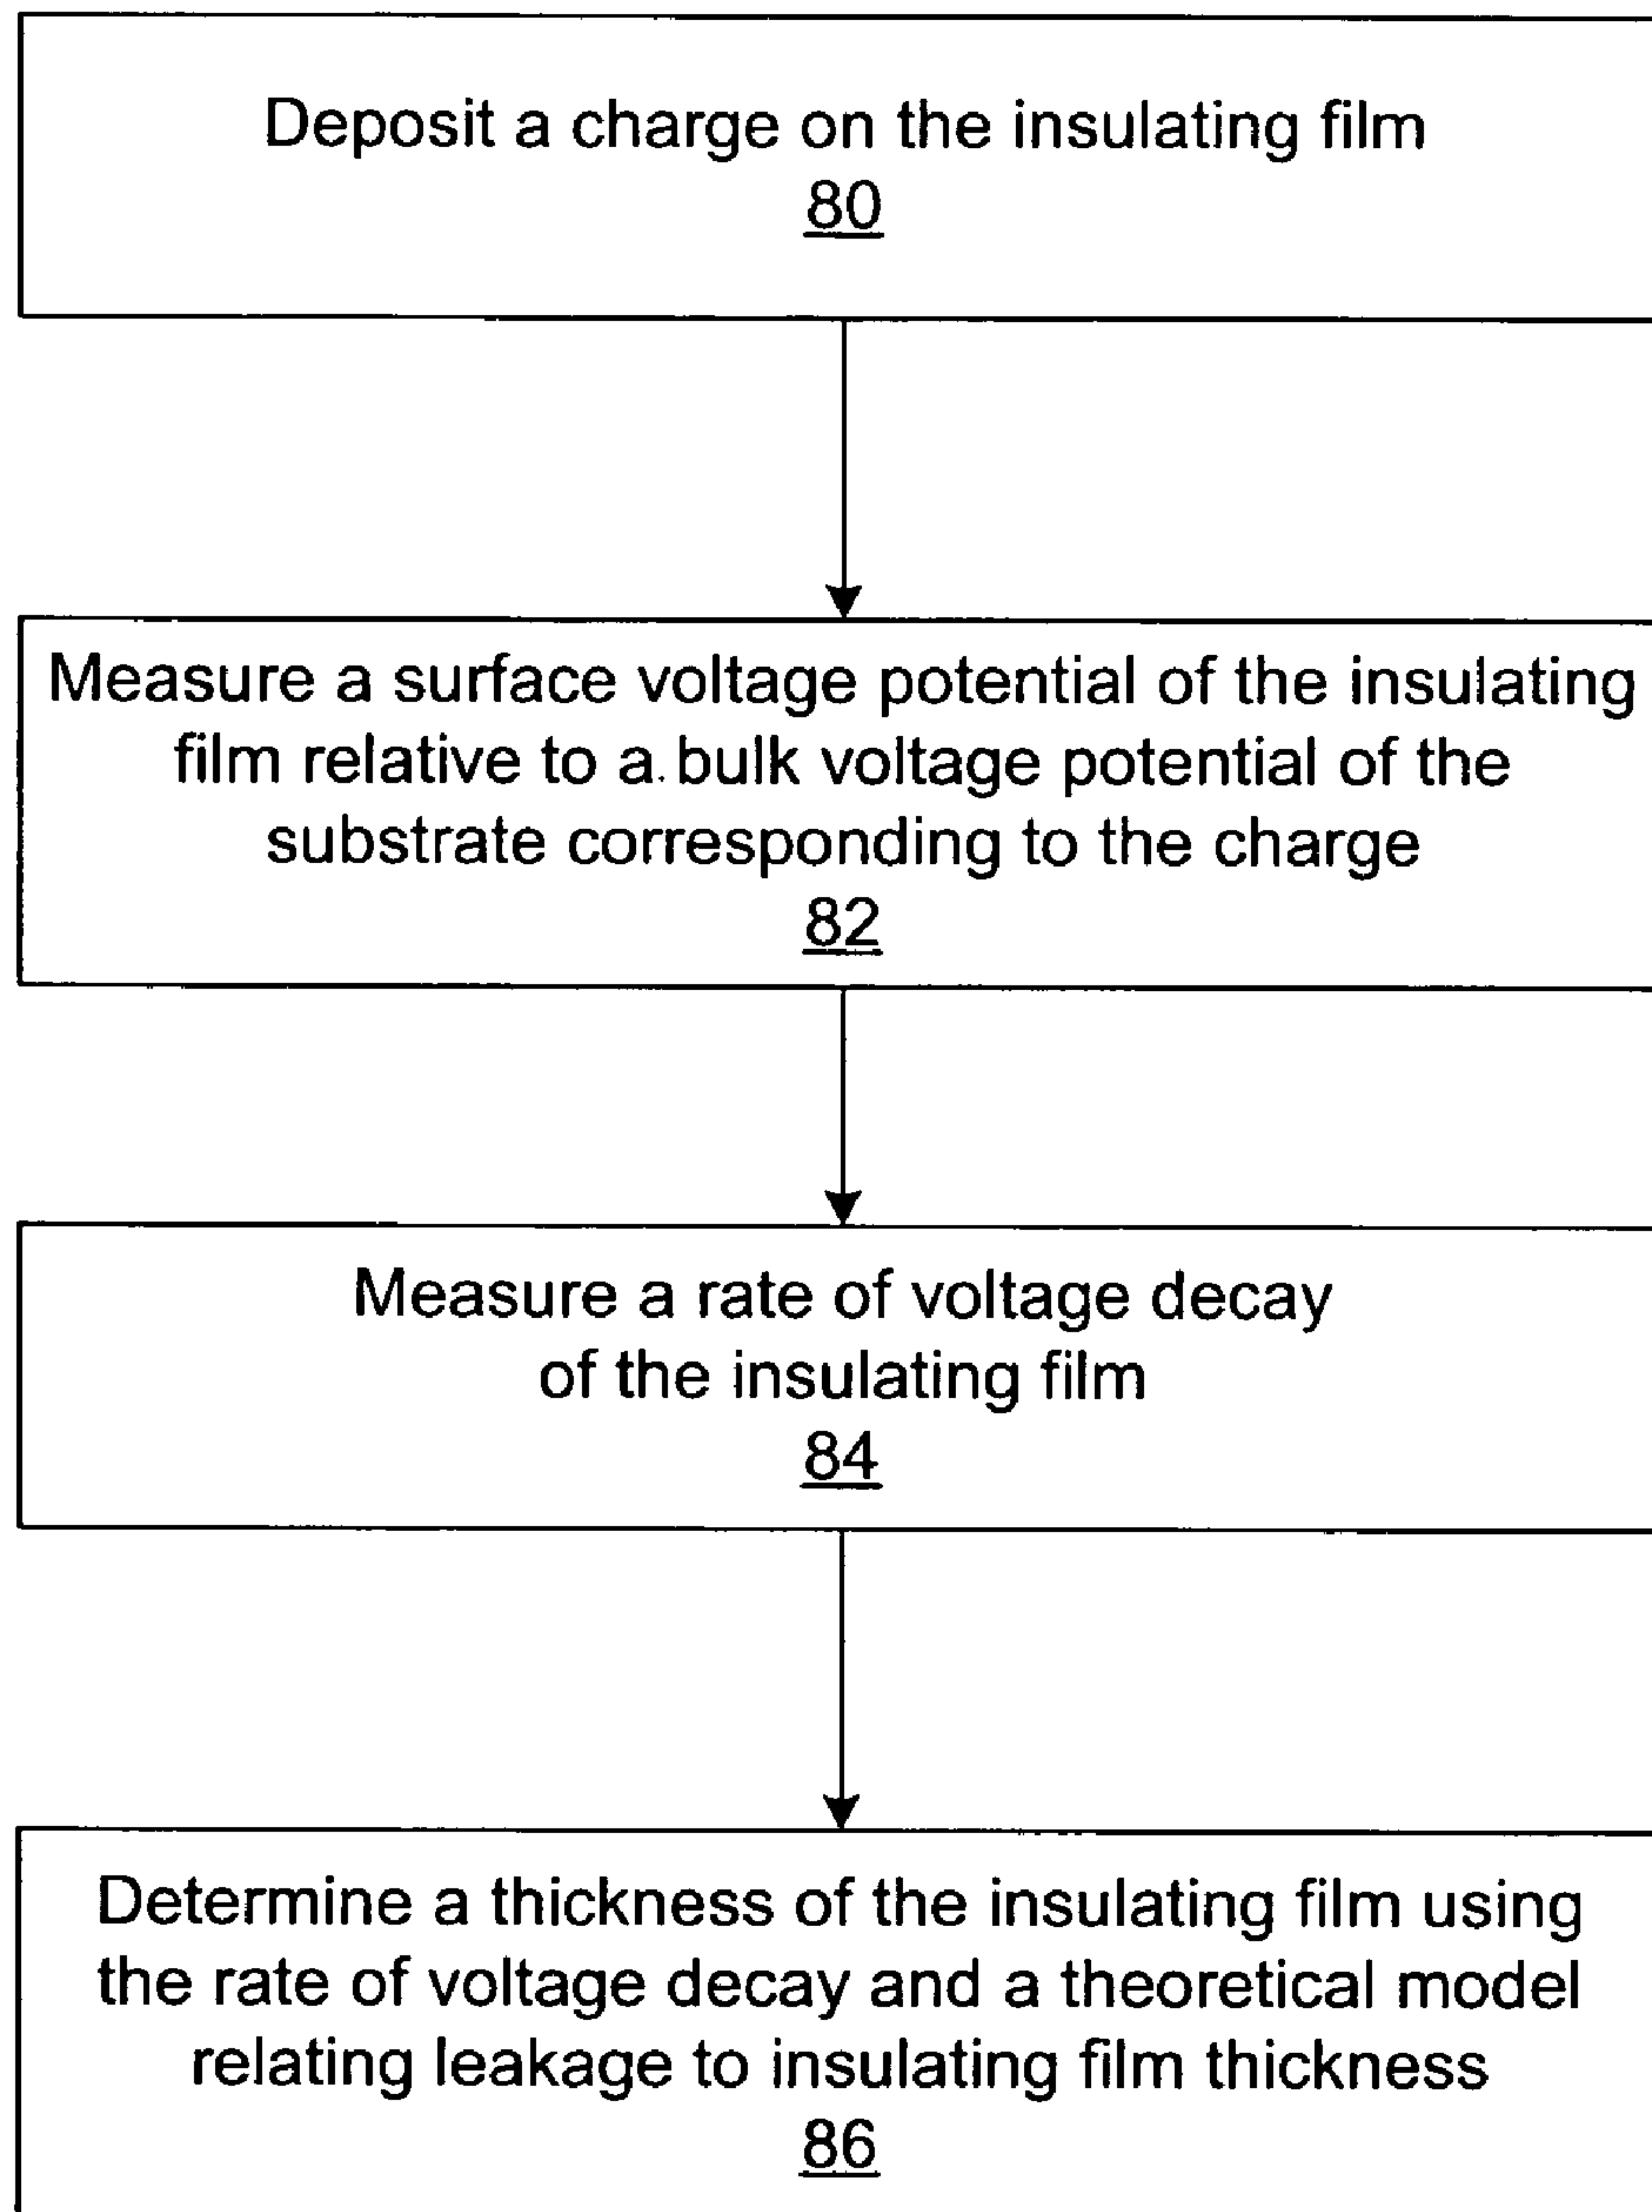 Deposit a charge on the insulating film
80
Measure a surface voltage potential of the insulating
film relative to a bulk voltage potential of the
substrate corresponding to the charge
82
Measure a rate of voltage decay
of the insulating film
84
Determine a thickness of the insulating film using
the rate of voltage decay and a theoretical model
relating leakage to insulating film thickness
86